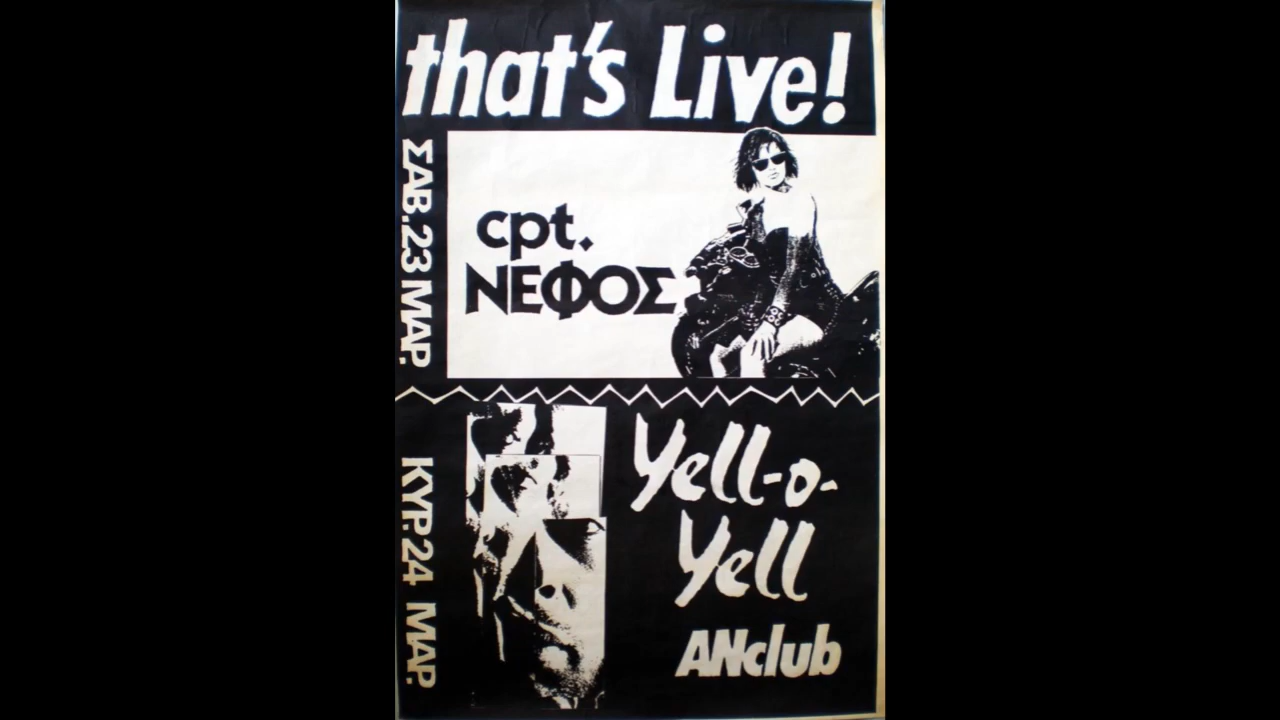 that's Live!
ΣΑΒ. 23 ΜΑΡ.
cpt.
ΝΕΦΟΣ
ΚΥΡ. 24 ΜΑΡ.
Yell-o-
Yell
ANclub